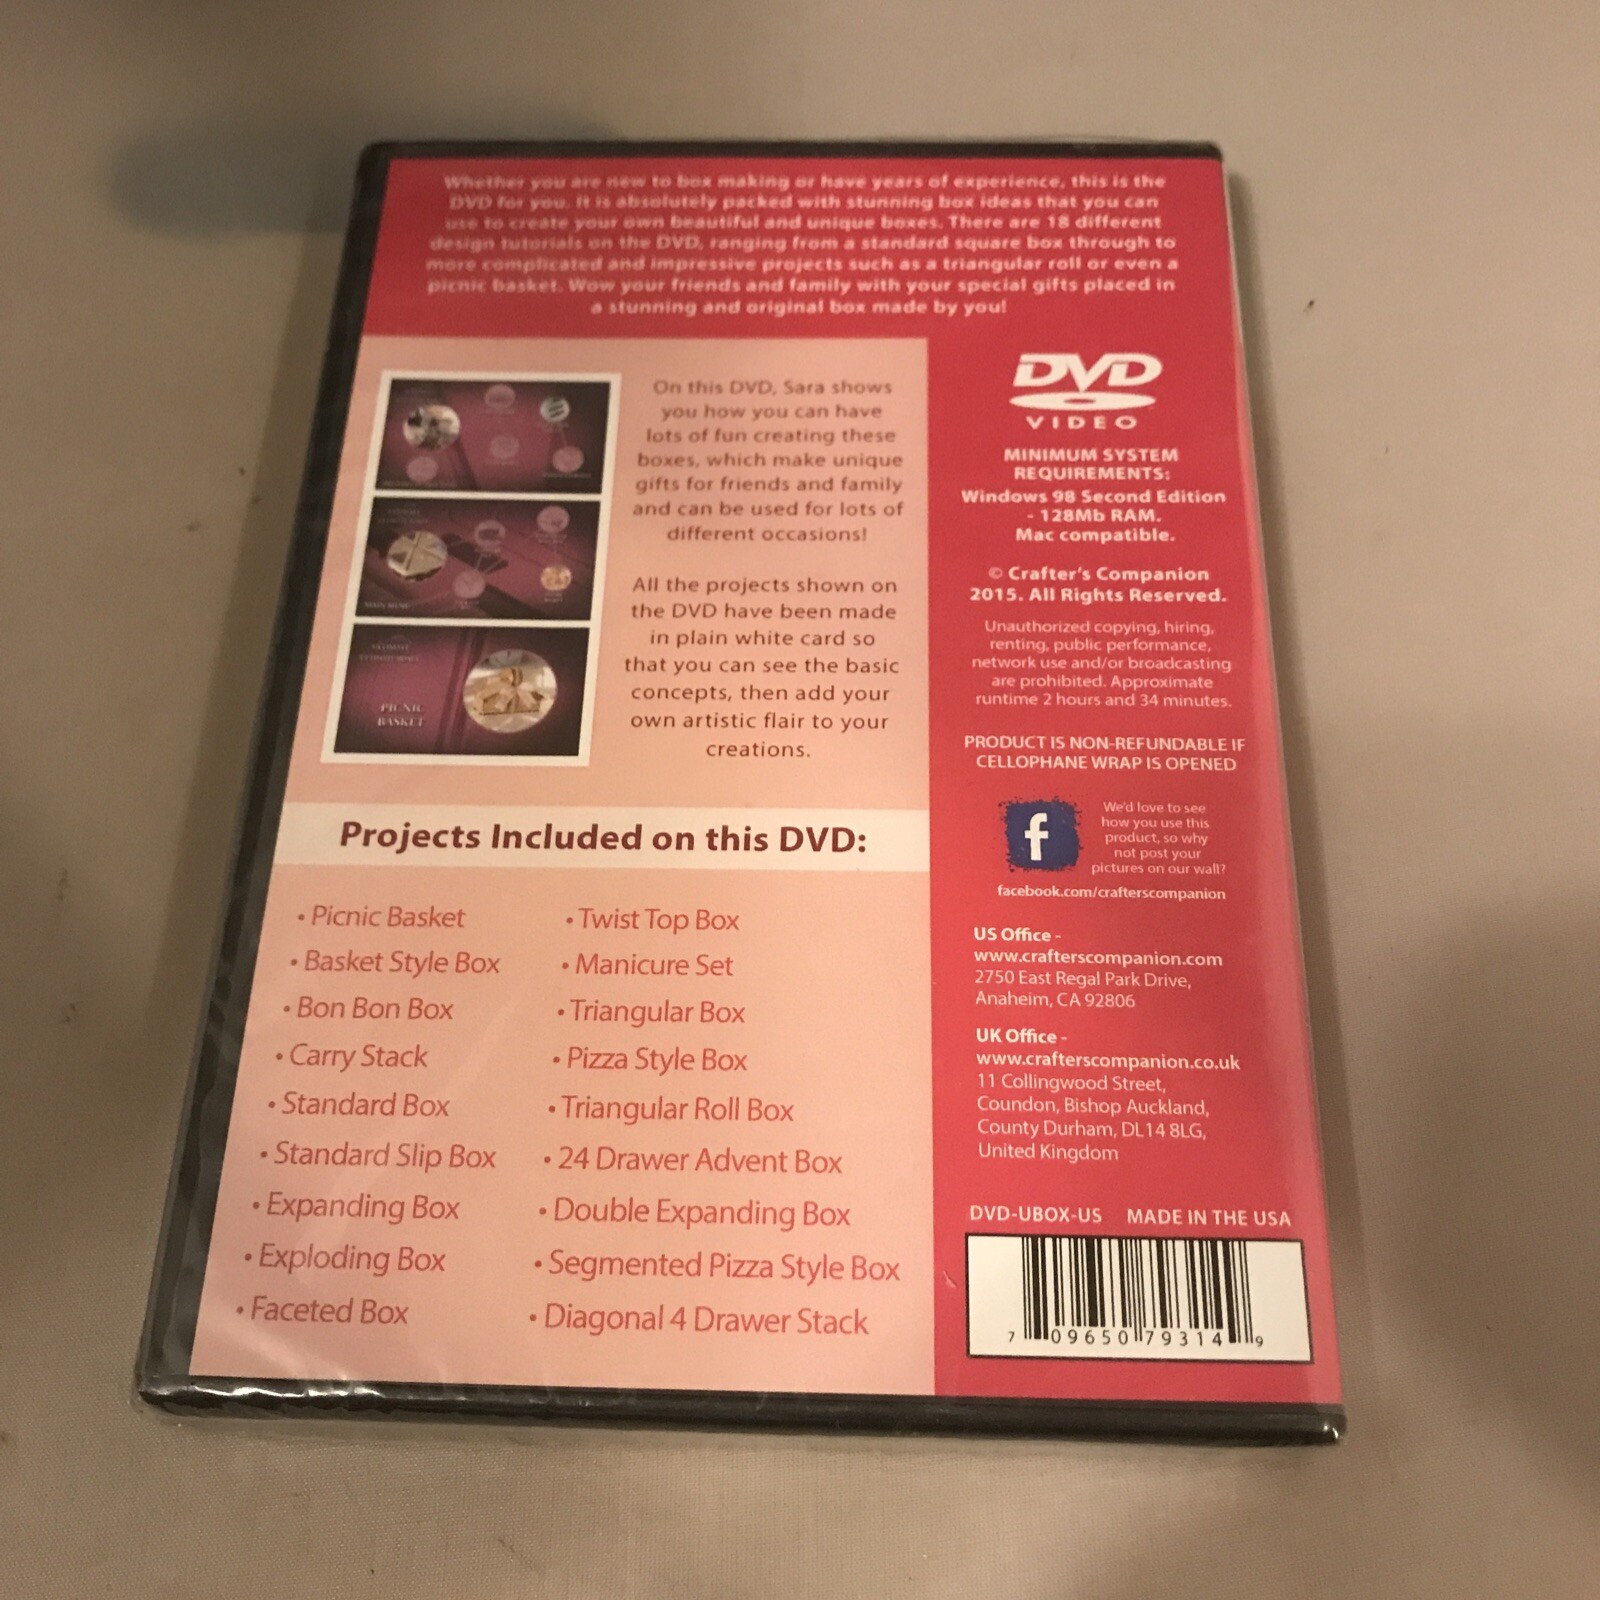 Whether you are new to box making or have years of experience, this is the
DVD for you. It is absolutely packed with stunning box ideas that you can
use to create your own beautiful and unique boxes. There are 18 different
design tutorials on the DVD, ranging from a standard square box through to
more complicated and impressive projects such as a triangular roll or even a
picnic basket. Wow your friends and family with your special gifts placed in
a stunning and original box made by you!
On this DVD, Sara shows
you how you can have
lots of fun creating these
boxes, which make unique
gifts for friends and family
and can be used for lots of
different occasions!
All the projects shown on
the DVD have been made
in plain white card so
that you can see the basic
concepts, then add your
own artistic flair to your
creations.
PICNIC
BASKET
Projects Included on this DVD:
• Picnic Basket
• Basket Style Box
• Bon Bon Box
• Carry Stack
• Standard Box
• Standard Slip Box
• Expanding Box
• Exploding Box
• Faceted Box
• Twist Top Box
• Manicure Set
• Triangular Box
• Pizza Style Box
• Triangular Roll Box
• 24 Drawer Advent Box
• Double Expanding Box
• Segmented Pizza Style Box
• Diagonal 4 Drawer Stack
DVD
VIDEO
MINIMUM SYSTEM
REQUIREMENTS:
Windows 98 Second Edition
- 128Mb RAM.
Mac compatible.
© Crafter's Companion
2015. All Rights Reserved.
Unauthorized copying, hiring,
renting, public performance,
network use and/or broadcasting
are prohibited. Approximate
runtime 2 hours and 34 minutes.
PRODUCT IS NON-REFUNDABLE IF
CELLOPHANE WRAP IS OPENED
f
We'd love to see
how you use this
product, so why
not post your
pictures on our wall?
facebook.com/crafterscompanion
US Office -
www.crafterscompanion.com
2750 East Regal Park Drive,
Anaheim, CA 92806
UK Office -
www.crafterscompanion.co.uk
11 Collingwood Street,
Coundon, Bishop Auckland,
County Durham, DL14 8LG,
United Kingdom
DVD-UBOX-US MADE IN THE USA
7 09650 79314 9